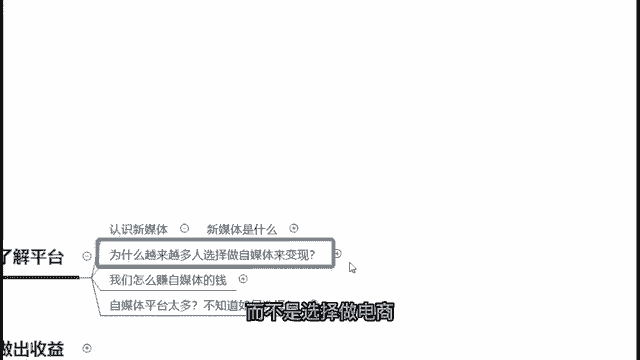 认识新媒体 新媒体是什么
了解平台
为什么越来越多人选择做自媒体来变现?
我们怎么赚自媒体的钱
自媒体平台太多? 不知道如
而不是选择做电商
做出收益